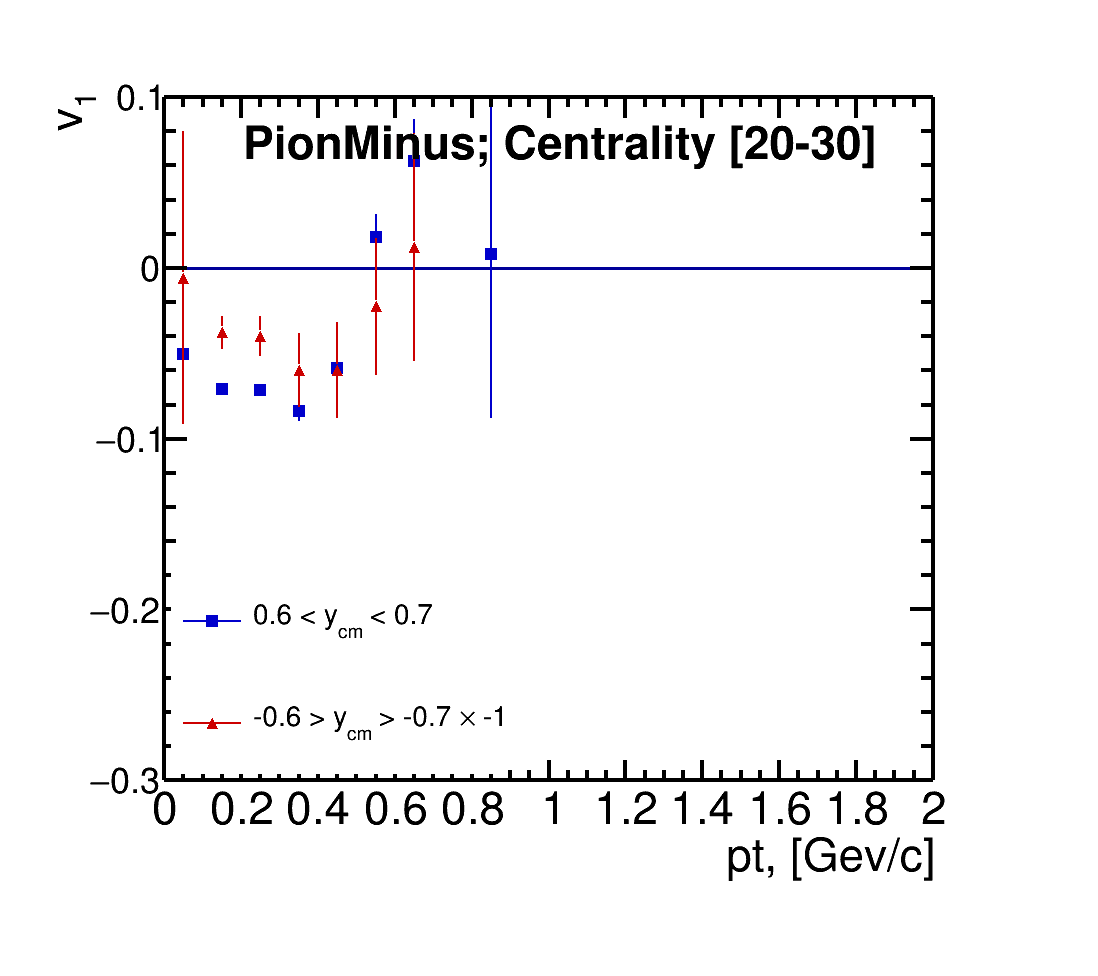 PionMinus; Centrality [20-30]
v1
0.1
0
−0.1
−0.2
−0.3
0.6 < ycm < 0.7
-0.6 > ycm > -0.7 × -1
0 0.2 0.4 0.6 0.8 1 1.2 1.4 1.6 1.8 2
pt, [Gev/c]